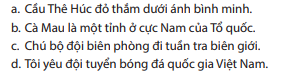 a. Cầu Thê Húc đỏ thắm dưới ánh bình minh.
b. Cà Mau là một tỉnh ở cực Nam của Tổ quốc.
c. Chú bộ đội biên phòng đi tuần tra biên giới.
d. Tôi yêu đội tuyển bóng đá quốc gia Việt Nam.